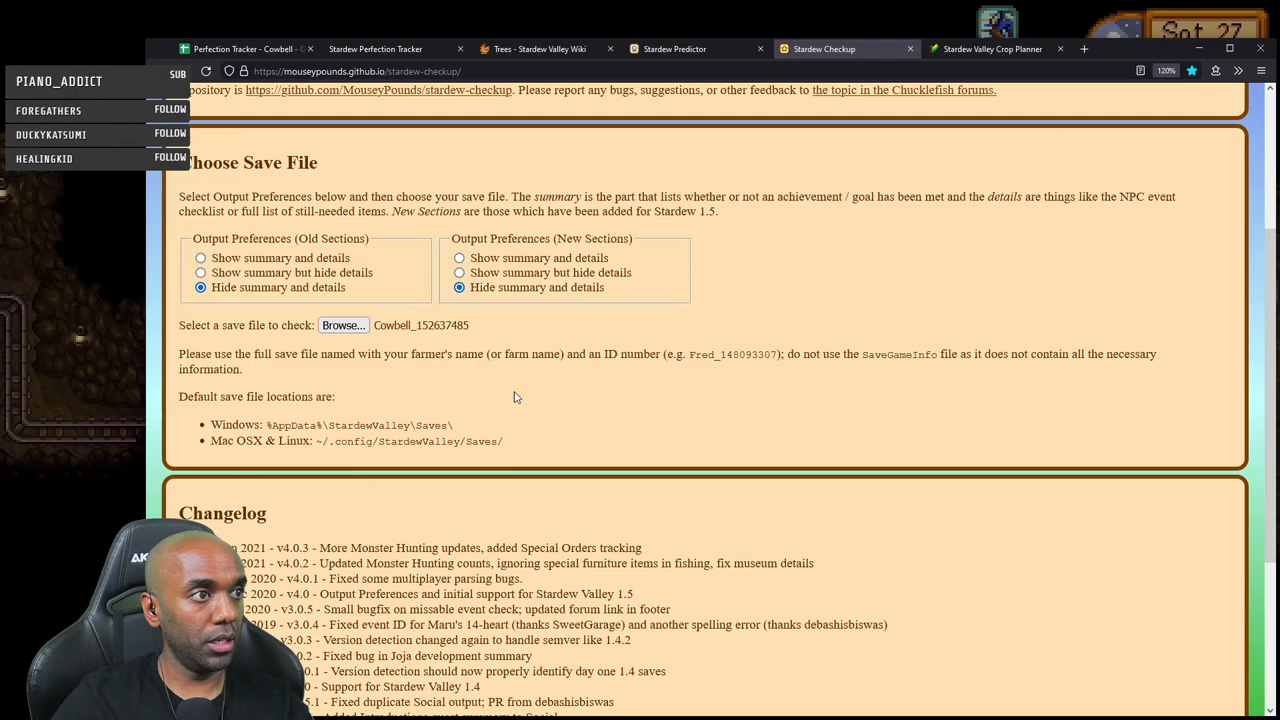 Sat. 27
Perfection Tracker - Cowbell - G
Stardew Perfection Tracker
Trees - Stardew Valley Wiki
Stardew Predictor
Stardew Checkup
Stardew Valley Crop Planner
https://mouseypounds.github.io/stardew-checkup/
120%
PIANO_ADDICT SUB
FOREGATHERS FOLLOW
DUCKYKATSUMI FOLLOW
HEALINGKID FOLLOW
pository is https://github.com/MouseyPounds/stardew-checkup. Please report any bugs, suggestions, or other feedback to the topic in the Chucklefish forums.
hoose Save File
Select Output Preferences below and then choose your save file. The summary is the part that lists whether or not an achievement / goal has been met and the details are things like the NPC event
checklist or full list of still-needed items. New Sections are those which have been added for Stardew 1.5.
Output Preferences (Old Sections)
Show summary and details
Show summary but hide details
Hide summary and details
Output Preferences (New Sections)
Show summary and details
Show summary but hide details
Hide summary and details
Select a save file to check: Browse... Cowbell_152637485
Please use the full save file named with your farmer's name (or farm name) and an ID number (e.g. Fred_148093307); do not use the SaveGameInfo file as it does not contain all the necessary
information.
Default save file locations are:
• Windows: %AppData%\StardewValley\Saves\
• Mac OSX & Linux: ~/.config/StardewValley/Saves/
Changelog
2021 - v4.0.3 - More Monster Hunting updates, added Special Orders tracking
2021 - v4.0.2 - Updated Monster Hunting counts, ignoring special furniture items in fishing, fix museum details
2020 - v4.0.1 - Fixed some multiplayer parsing bugs.
2020 - v4.0 - Output Preferences and initial support for Stardew Valley 1.5
2020 - v3.0.5 - Small bugfix on missable event check; updated forum link in footer
2019 - v3.0.4 - Fixed event ID for Maru's 14-heart (thanks SweetGarage) and another spelling error (thanks debashisbiswas)
v3.0.3 - Version detection changed again to handle semver like 1.4.2
0.2 - Fixed bug in Joja development summary
0.1 - Version detection should now properly identify day one 1.4 saves
0 - Support for Stardew Valley 1.4
5.1 - Fixed duplicate Social output; PR from debashisbiswas
AK